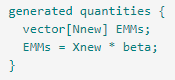 generated quantities {
  vector[Nnew] EMMs;
  EMMs = Xnew * beta;
}